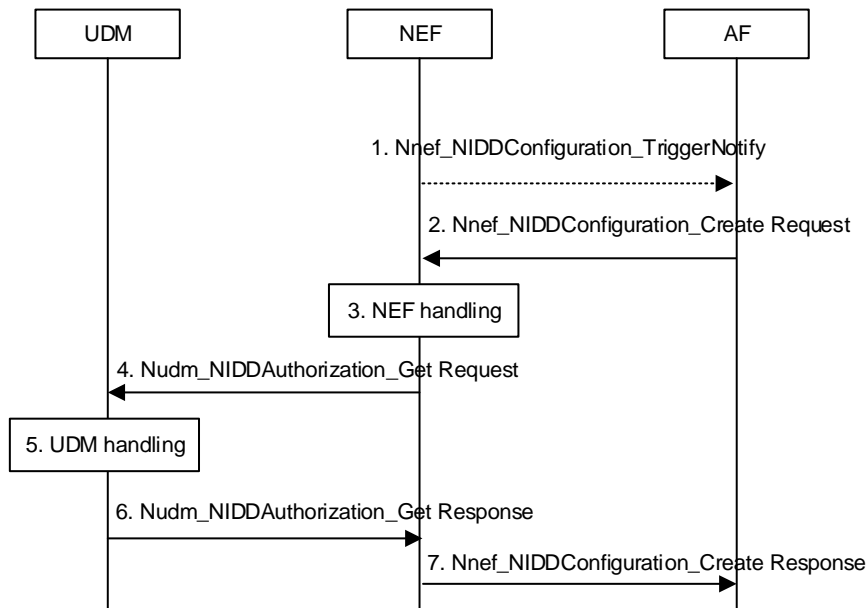 UDM
NEF
AF
1. Nnef_NIDDConfiguration_TriggerNotify
2. Nnef_NIDDConfiguration_Create Request
3. NEF handling
4. Nudm_NIDDAuthorization_Get Request
5. UDM handling
6. Nudm_NIDDAuthorization_Get Response
7. Nnef_NIDDConfiguration_Create Response